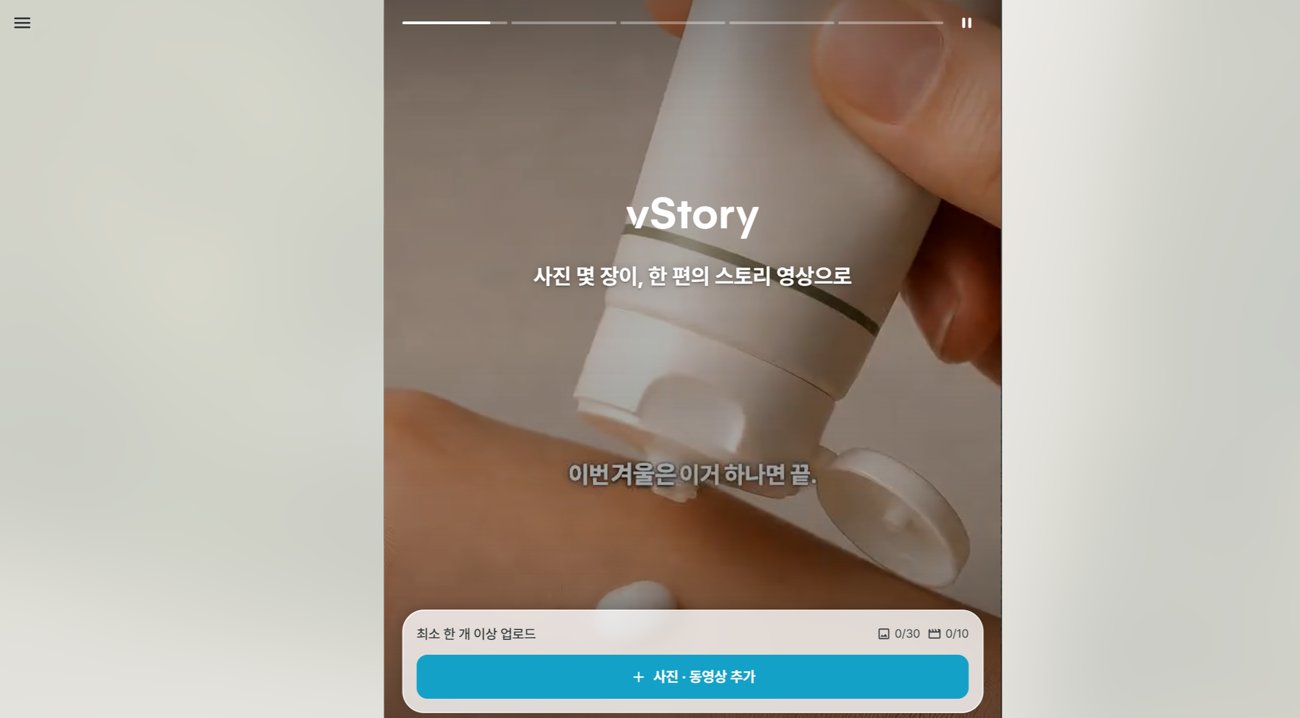 vStory
사진 몇 장이, 한 편의 스토리 영상으로
이번겨울은 이거 하나면 끝.
최소 한 개 이상 업로드 0/30 0/10
+ 사진 · 동영상 추가